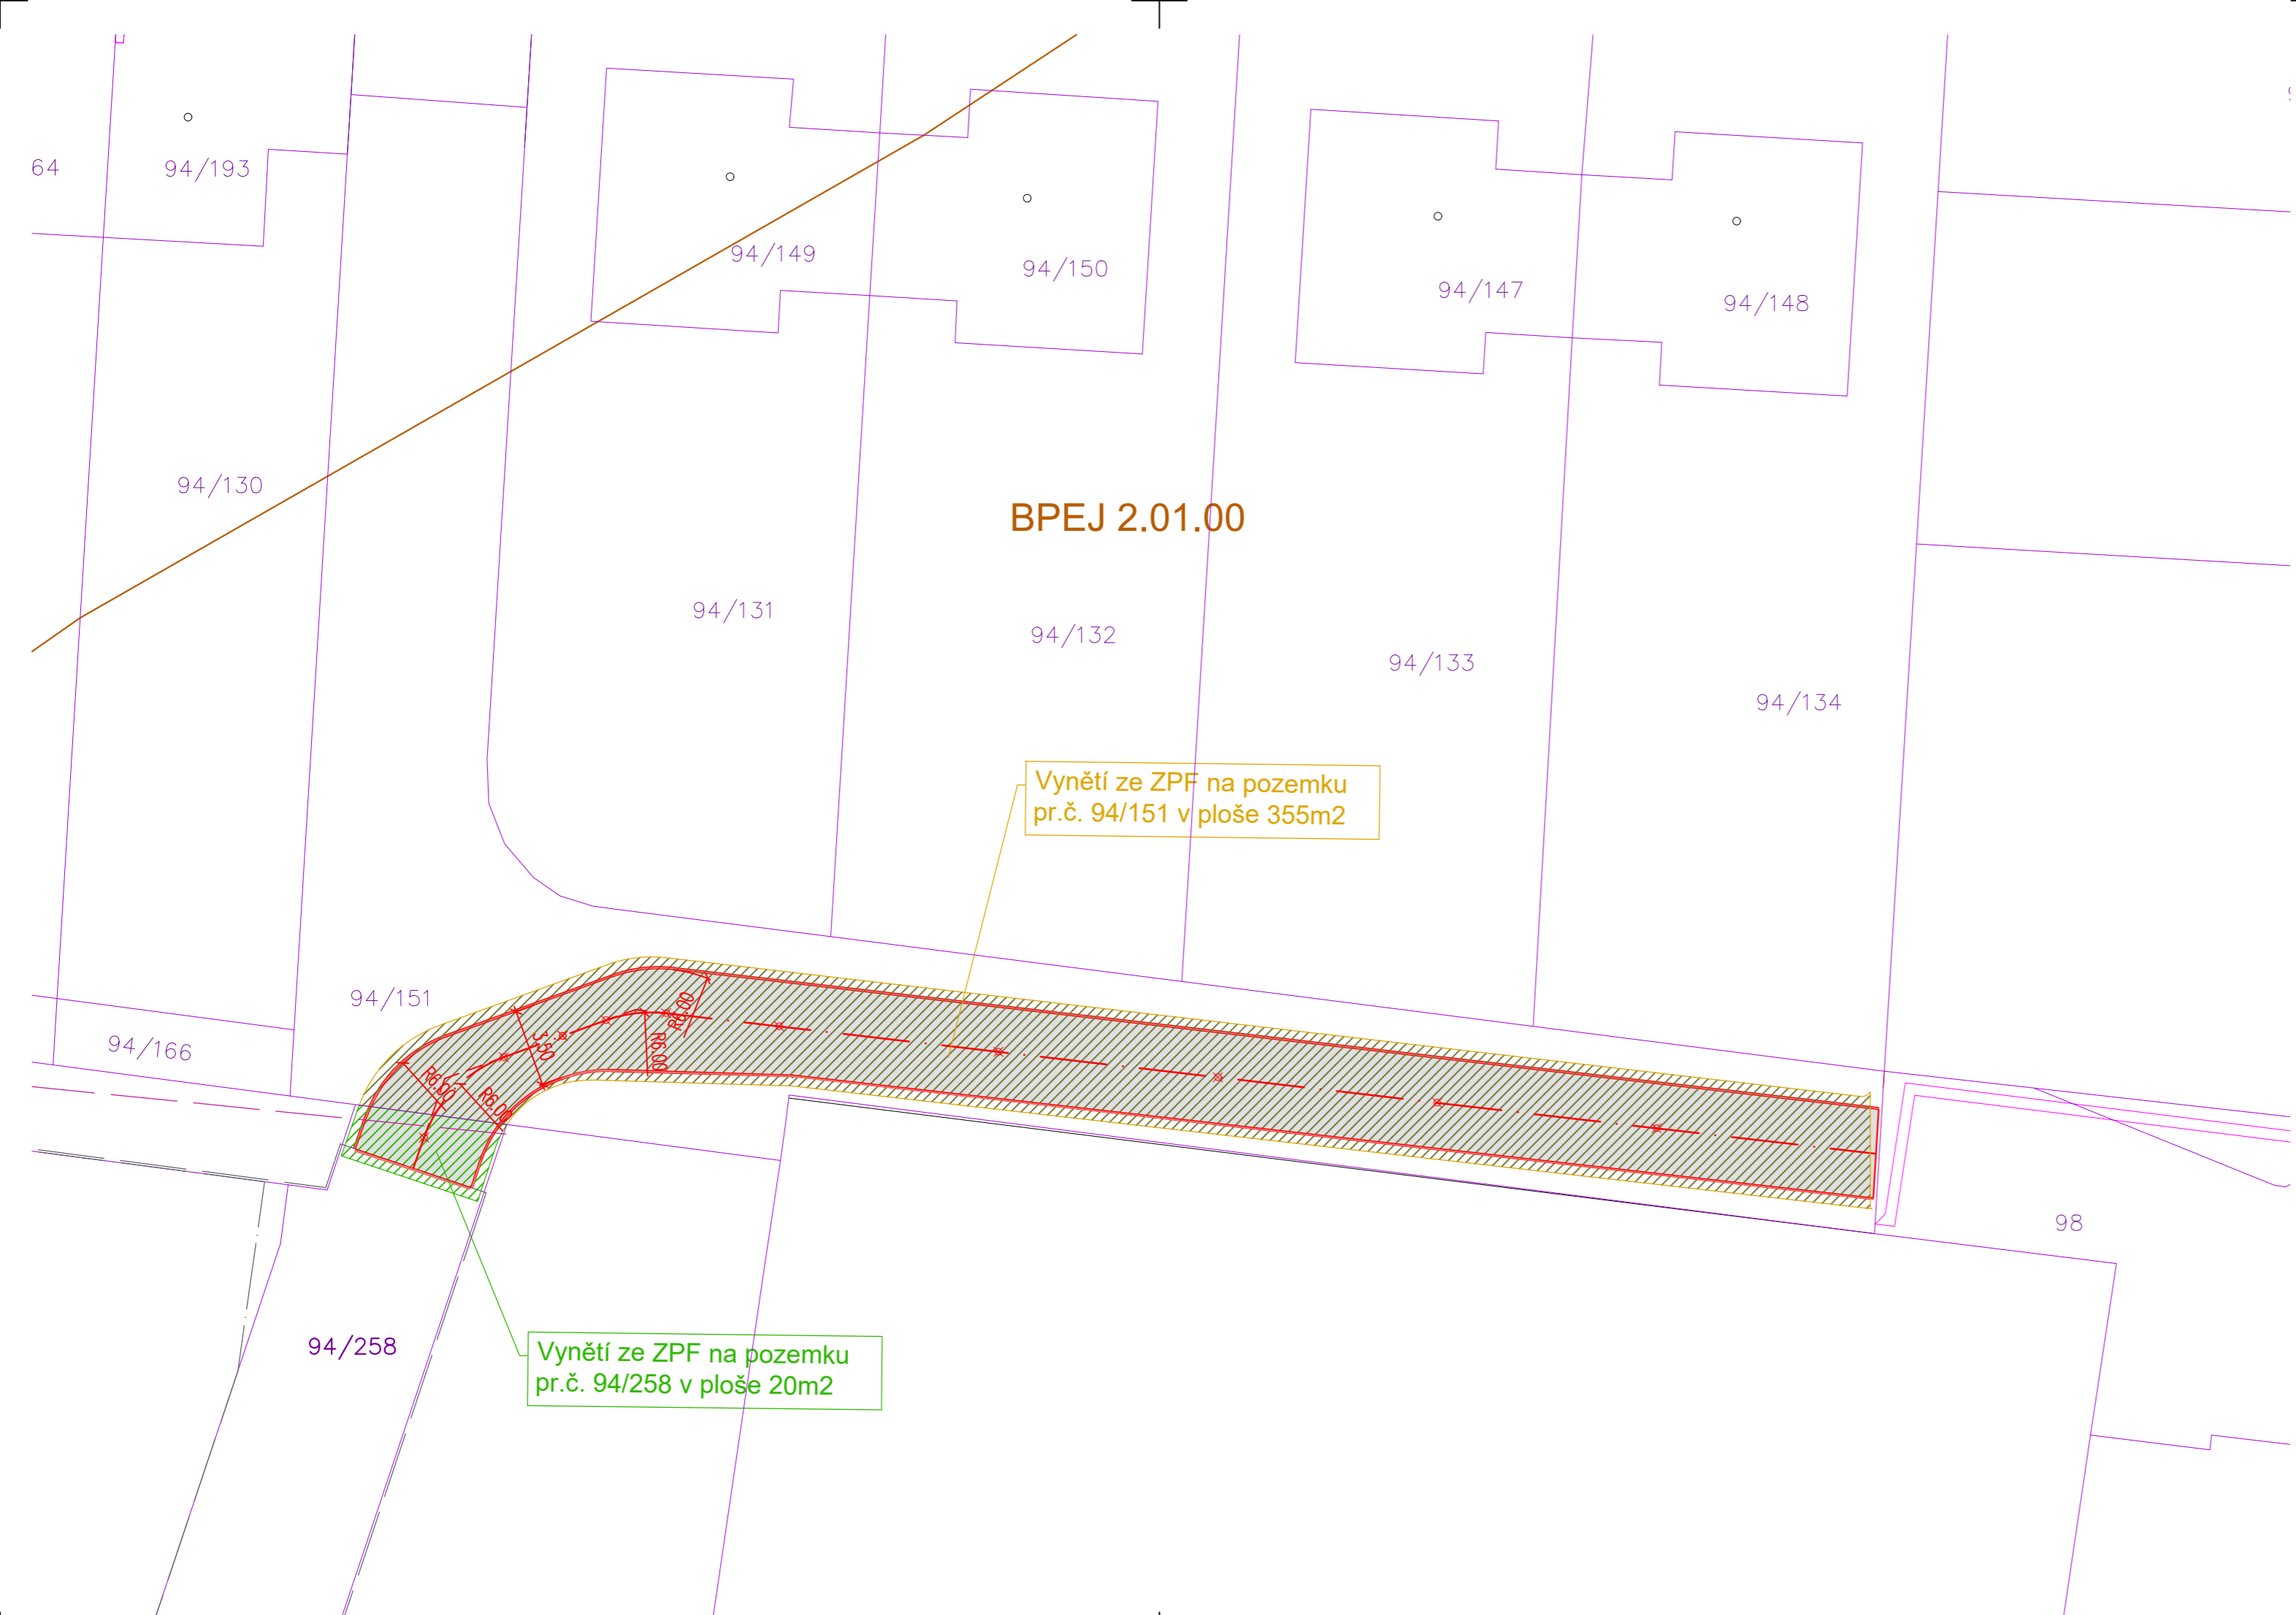 64
94/193
94/149
94/150
94/147
94/148
94/130
BPEJ 2.01.00
94/131
94/132
94/133
94/134
Vynětí ze ZPF na pozemku
pr.č. 94/151 v ploše 355m2
94/151
94/166
R6.00
R6.00
3.50
R6.00
R6.00
98
94/258
Vynětí ze ZPF na pozemku
pr.č. 94/258 v ploše 20m2